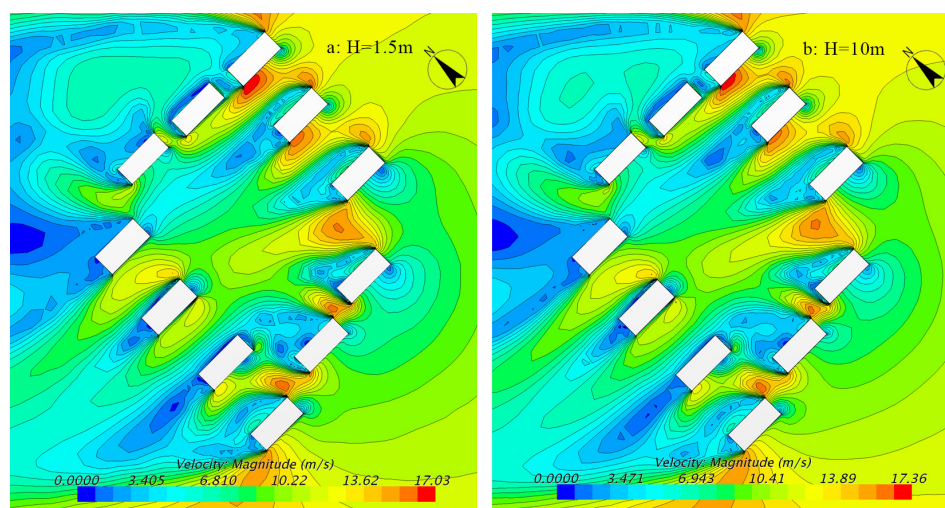 a: H=1.5m
N
Velocity: Magnitude (m/s)
0.0000 3.405 6.810 10.22 13.62 17.03
b: H=10m
N
Velocity: Magnitude (m/s)
0.0000 3.471 6.943 10.41 13.89 17.36